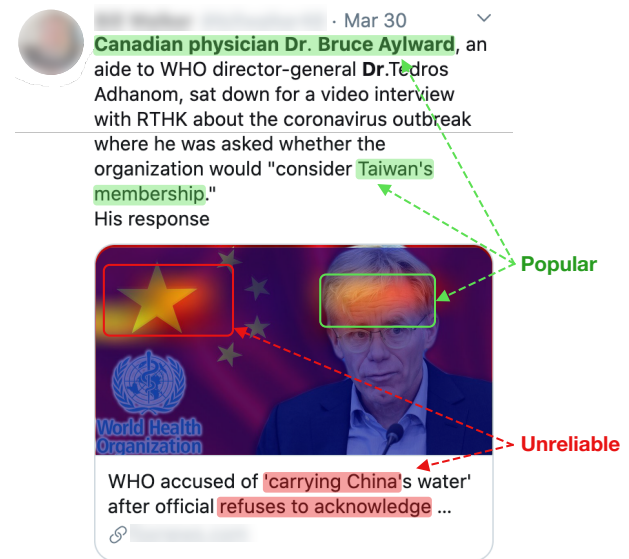 · Mar 30
Canadian physician Dr. Bruce Aylward, an
aide to WHO director-general Dr.Tedros
Adhanom, sat down for a video interview
with RTHK about the coronavirus outbreak
where he was asked whether the
organization would "consider Taiwan's
membership."
His response
Popular
World Health
Organization
Unreliable
WHO accused of 'carrying China's water'
after official refuses to acknowledge ...